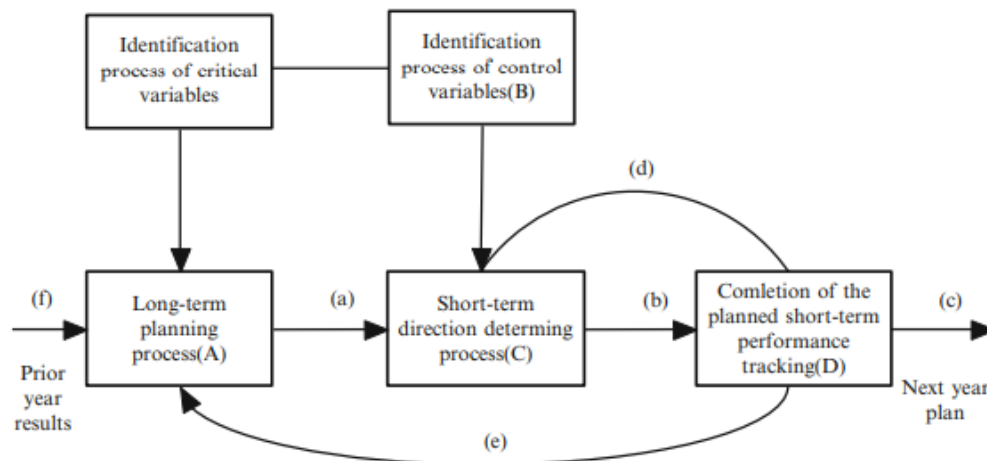 Identification
process of critical
variables
Identification
process of control
variables(B)
(d)
(f)
Long-term
planning
process(A)
(a)
Short-term
direction determing
process(C)
(b)
Comletion of the
planned short-term
performance
tracking(D)
(c)
Prior
year
results
Next year
plan
(e)